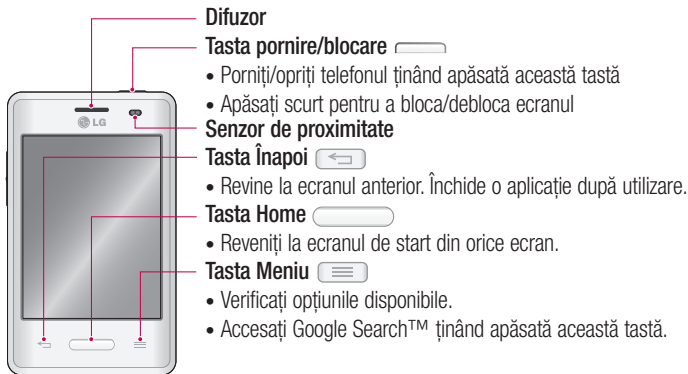 Difuzor
Tasta pornire/blocare
• Porniți/opriți telefonul ținând apăsată această tastă
• Apăsați scurt pentru a bloca/debloca ecranul
Senzor de proximitate
Tasta Înapoi
• Revine la ecranul anterior. Închide o aplicație după utilizare.
Tasta Home
• Reveniți la ecranul de start din orice ecran.
Tasta Meniu
• Verificați opțiunile disponibile.
• Accesați Google Search™ ținând apăsată această tastă.
LG